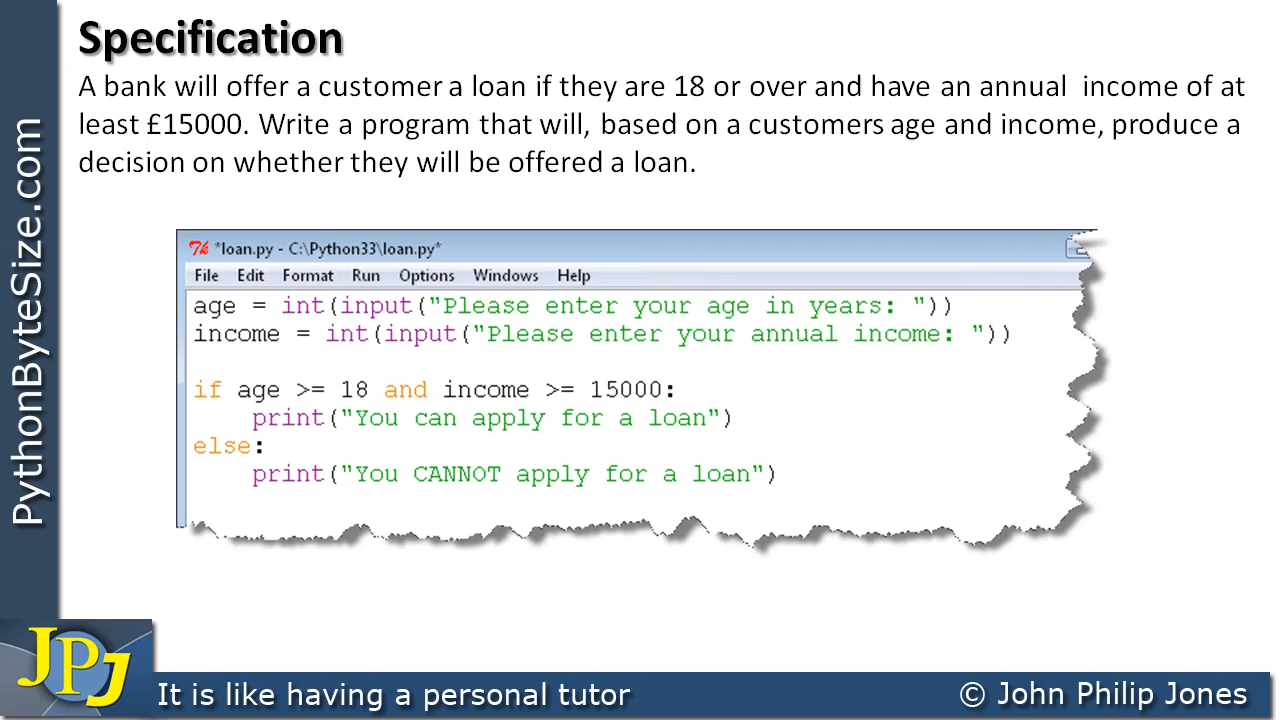 Specification
A bank will offer a customer a loan if they are 18 or over and have an annual  income of at
least £15000. Write a program that will, based on a customers age and income, produce a
decision on whether they will be offered a loan.
*loan.py - C:\Python33\loan.py*
File Edit Format Run Options Windows Help
age = int(input("Please enter your age in years: "))
income = int(input("Please enter your annual income: "))
if age >= 18 and income >= 15000:
    print("You can apply for a loan")
else:
    print("You CANNOT apply for a loan")
PythonByteSize.com
JPJ
It is like having a personal tutor
© John Philip Jones